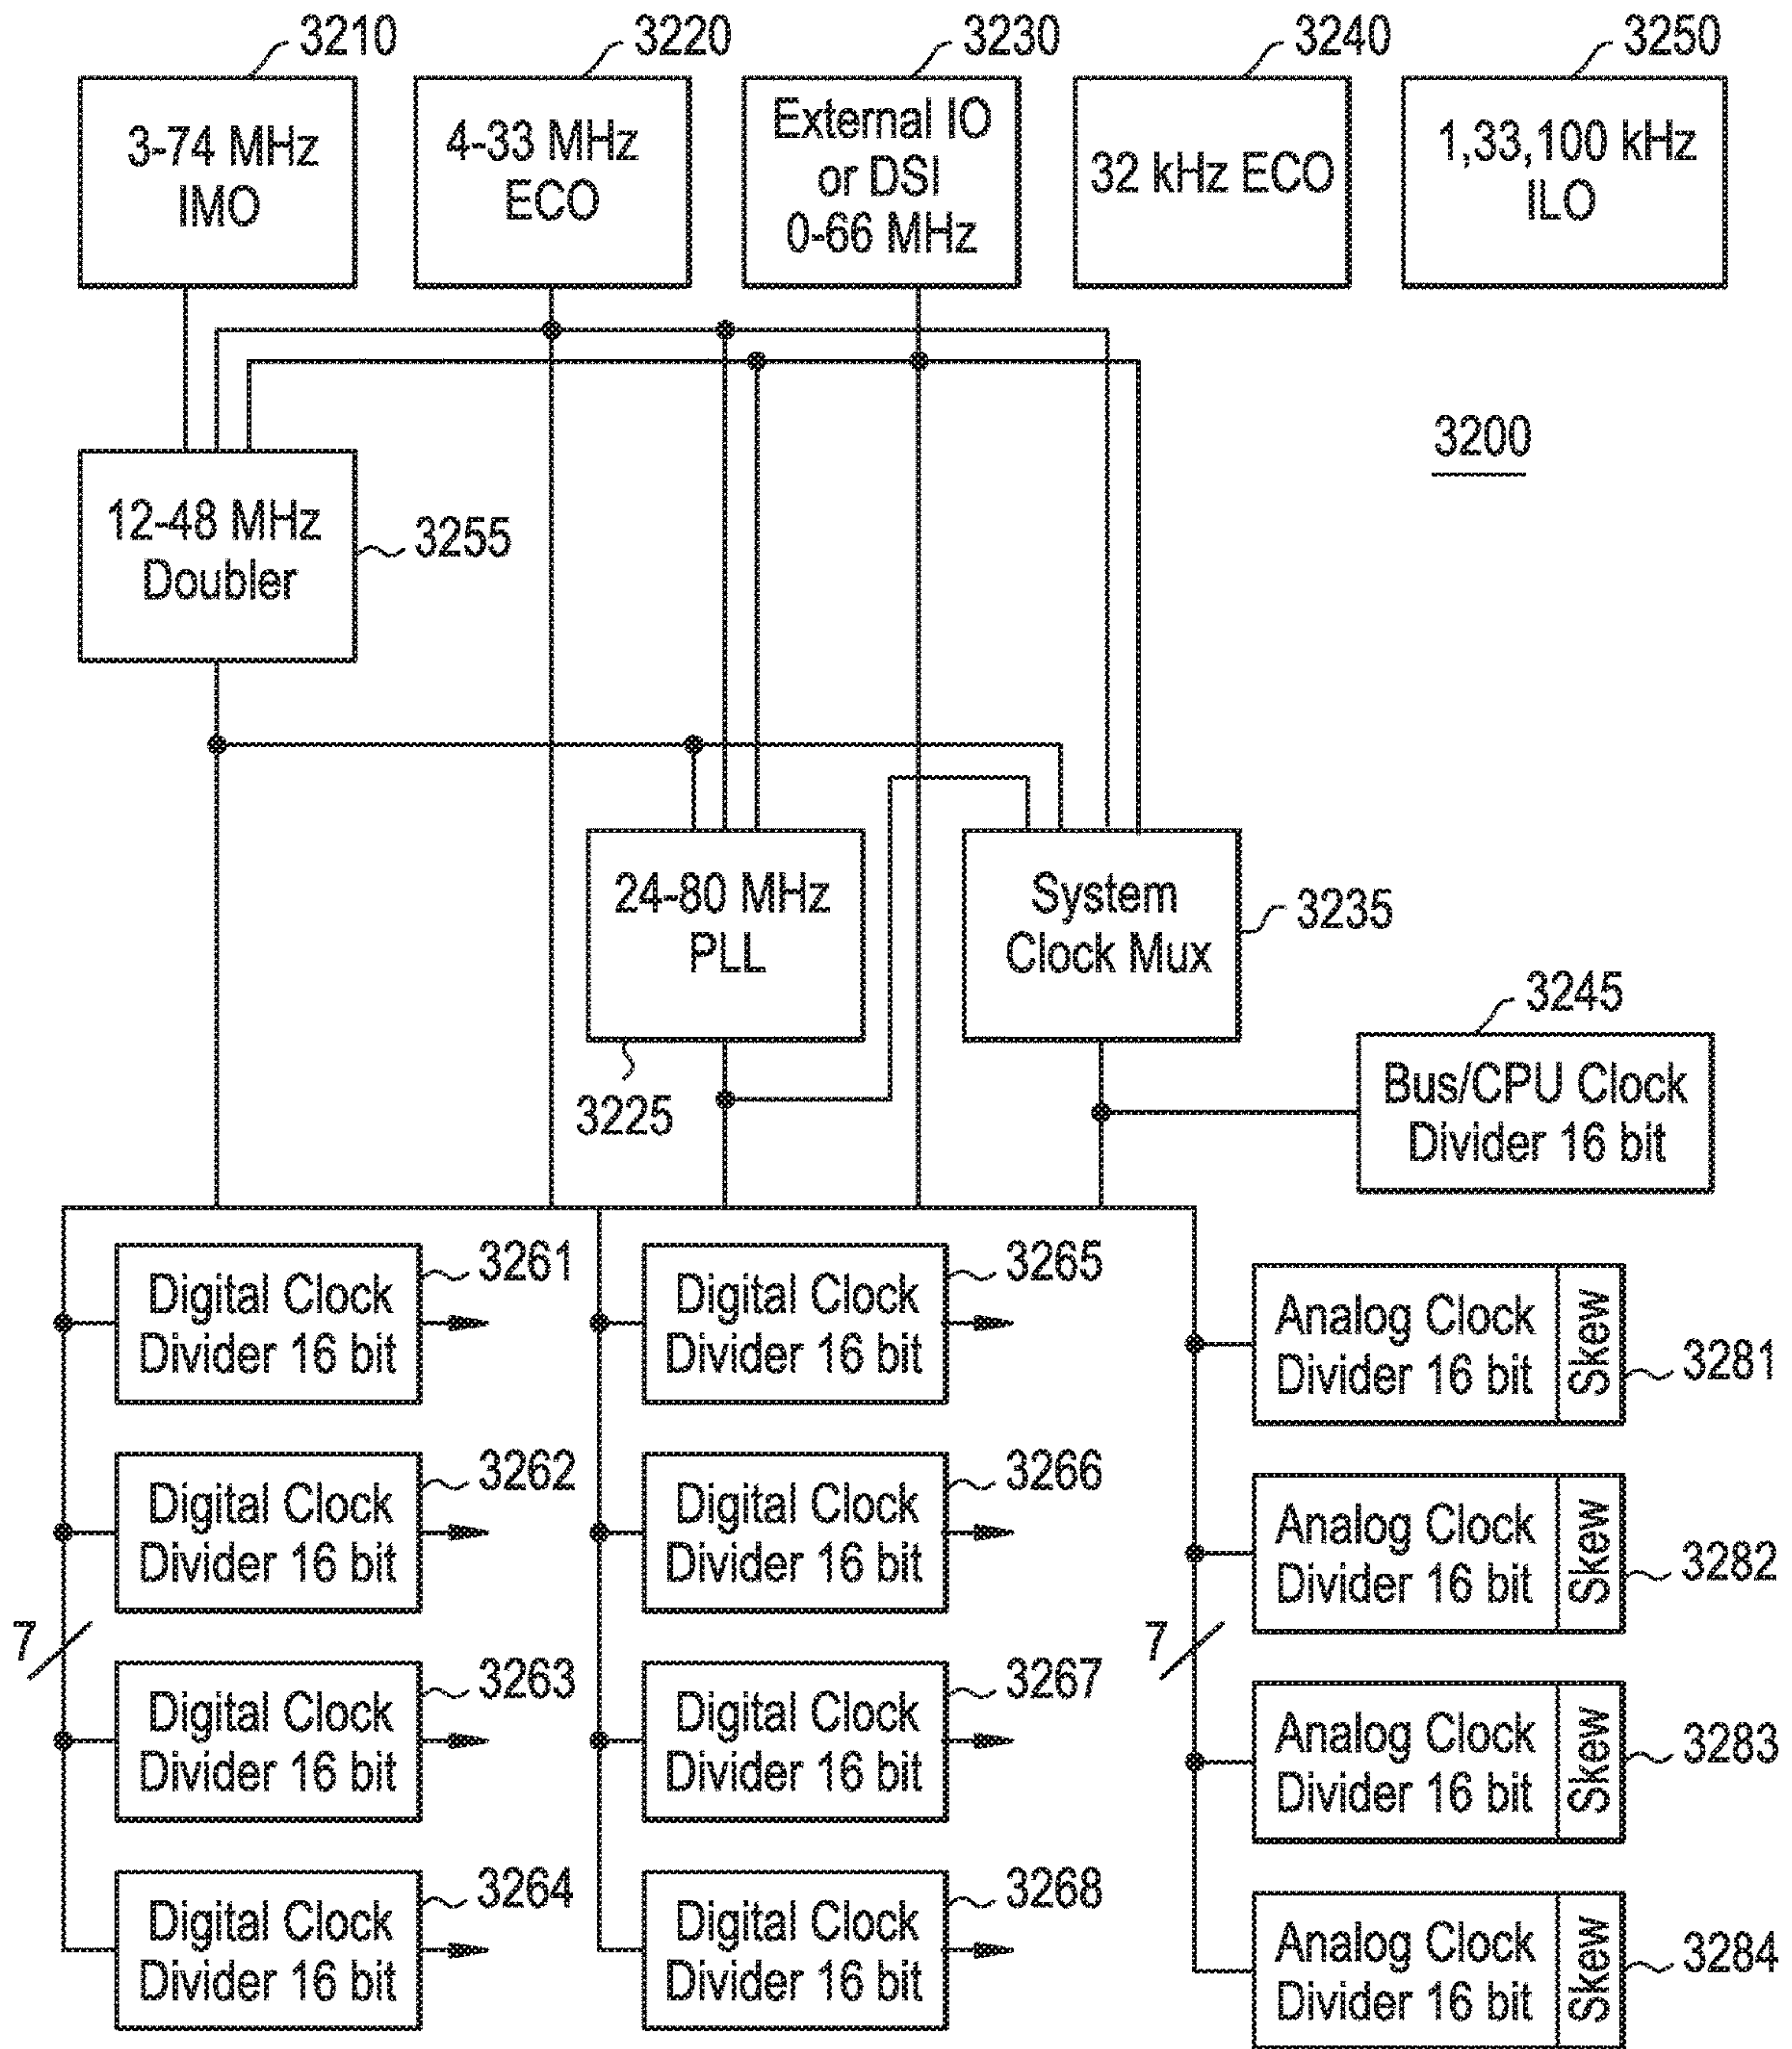 3210
3220
3230
3240
3250
3-74 MHz
IMO
4-33 MHz
ECO
External IO
or DSI
0-66 MHz
32 kHz ECO
1,33,100 kHz
ILO
3200
12-48 MHz
Doubler
3255
24-80 MHz
PLL
3225
System
Clock Mux
3235
3245
Bus/CPU Clock
Divider 16 bit
Digital Clock
Divider 16 bit
3261
Digital Clock
Divider 16 bit
3265
Analog Clock
Divider 16 bit
Skew
3281
Digital Clock
Divider 16 bit
3262
Digital Clock
Divider 16 bit
3266
Analog Clock
Divider 16 bit
Skew
3282
7
7
Digital Clock
Divider 16 bit
3263
Digital Clock
Divider 16 bit
3267
Analog Clock
Divider 16 bit
Skew
3283
Digital Clock
Divider 16 bit
3264
Digital Clock
Divider 16 bit
3268
Analog Clock
Divider 16 bit
Skew
3284